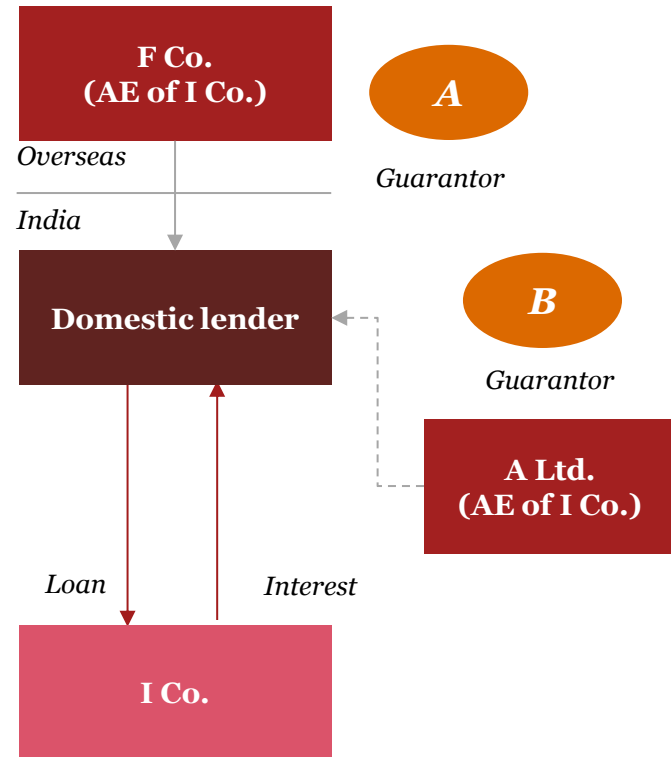 F Co.
(AE of I Co.)
A
Overseas
Guarantor
India
Domestic lender
B
Guarantor
A Ltd.
(AE of I Co.)
Loan
Interest
I Co.